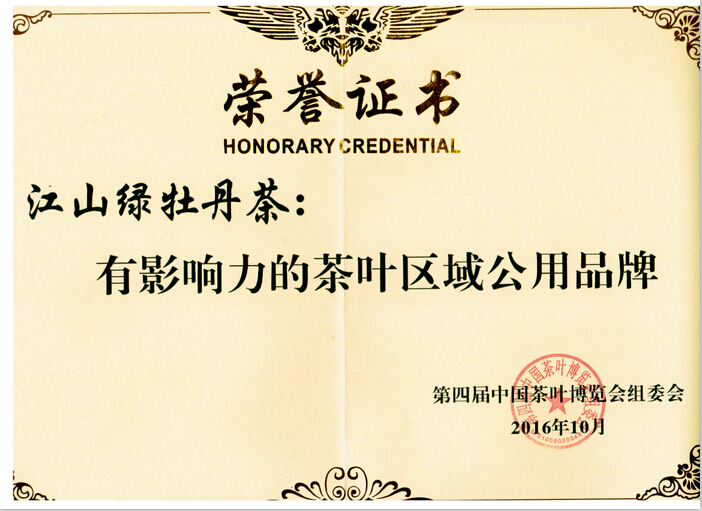 荣誉证书
HONORARY CREDENTIAL
江山绿牡丹茶：
有影响力的茶叶区域公用品牌
第四届中国茶叶博览会组委会
2016年10月